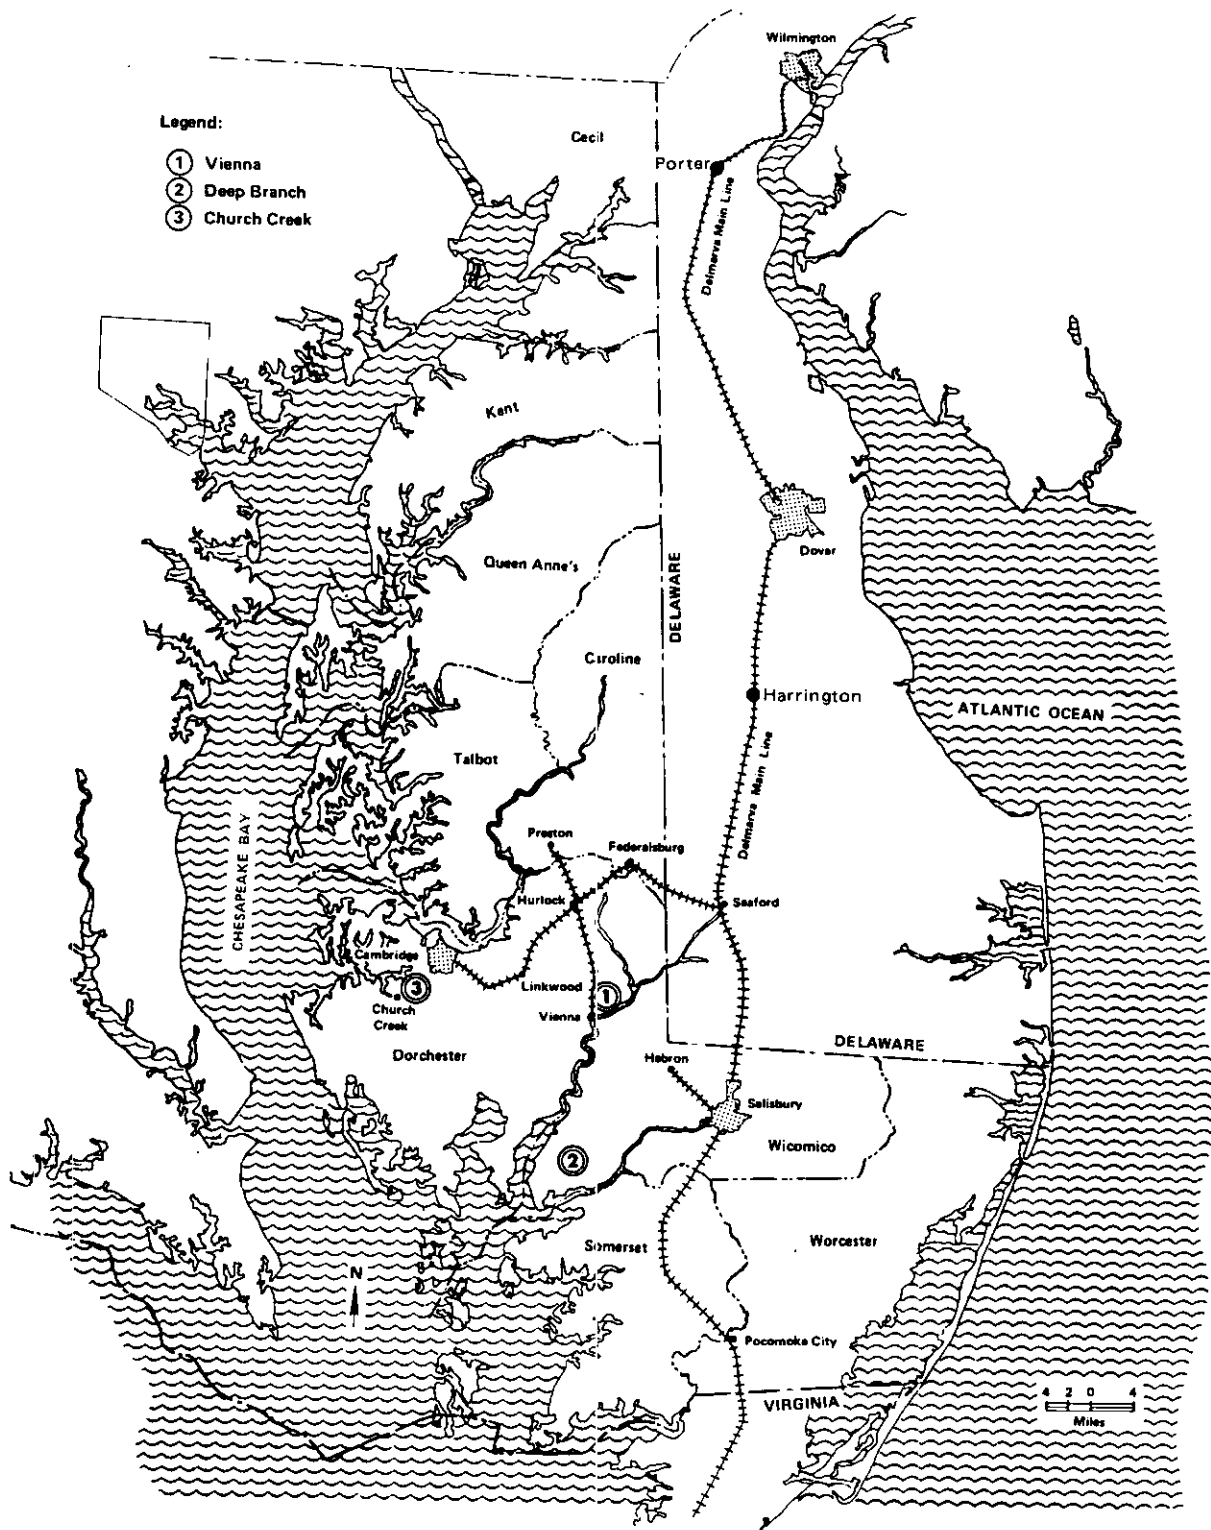 Wilmington
Legend:
1 Vienna
2 Deep Branch
3 Church Creek
Cecil
Porter
Delmarva Main Line
Kent
Dover
Queen Anne's
DELAWARE
Caroline
Harrington
ATLANTIC OCEAN
Talbot
Delmarva Main Line
CHESAPEAKE BAY
Preston
Federalsburg
Hurlock
Seaford
Cambridge
3
Linkwood
1
Church
Creek
Vienna
Dorchester
DELAWARE
Hebron
Salisbury
Wicomico
2
Somerset
Worcester
N
Pocomoke City
VIRGINIA
4 2 0 4
Miles